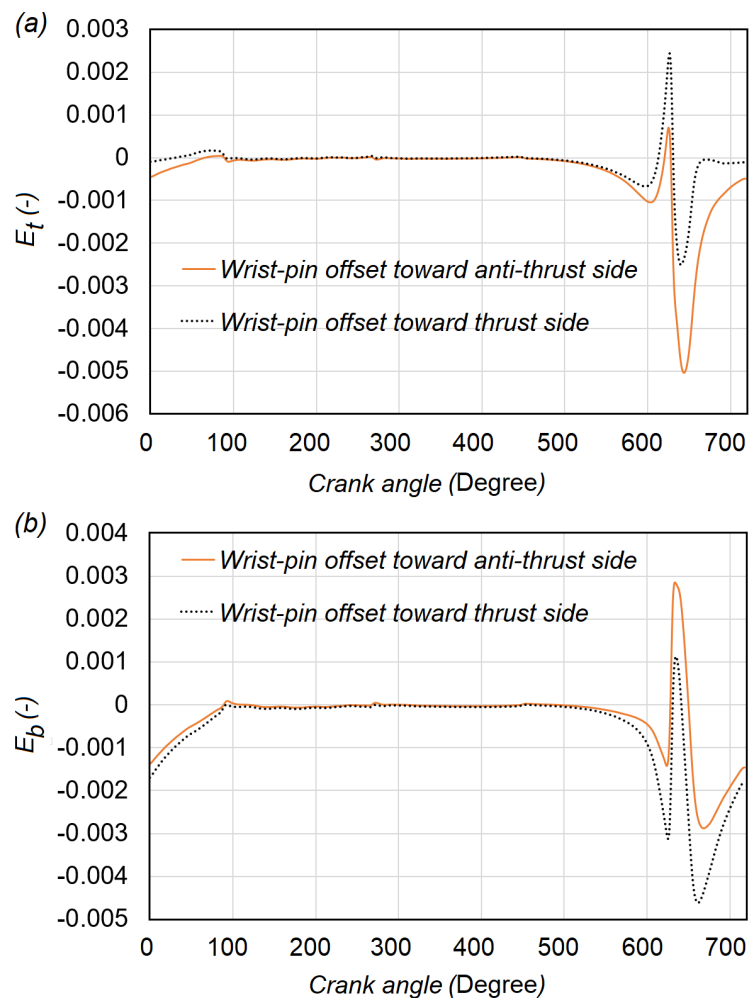 (a)
0.003
0.002
0.001
0
-0.001
-0.002
-0.003
-0.004
-0.005
-0.006
E_t (-)
Wrist-pin offset toward anti-thrust side
Wrist-pin offset toward thrust side
0 100 200 300 400 500 600 700
Crank angle (Degree)
(b)
0.004
0.003
0.002
0.001
0
-0.001
-0.002
-0.003
-0.004
-0.005
E_b (-)
Wrist-pin offset toward anti-thrust side
Wrist-pin offset toward thrust side
0 100 200 300 400 500 600 700
Crank angle (Degree)